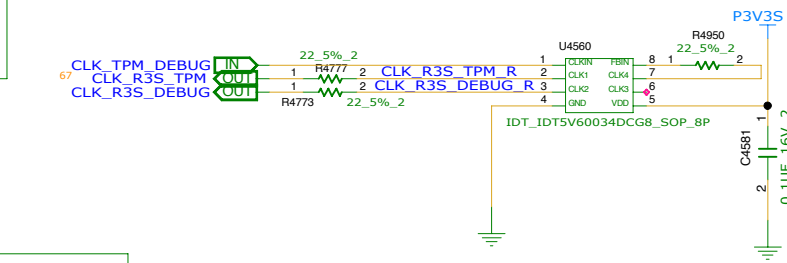 P3V3S
R4950
22_5%_2
1 2
U4560
CLK_TPM_DEBUG IN
67 CLK_R3S_TPM OUT
CLK_R3S_DEBUG OUT
22_5%_2
1 R4777 2 CLK_R3S_TPM_R
1 2 CLK_R3S_DEBUG_R
R4773 22_5%_2
1 CLKIN FBIN 8
2 CLK1 CLK4 7
3 CLK2 CLK3 6
4 GND VDD 5
IDT_IDT5V60034DCG8_SOP_8P
1
C4581
2
0.1UF_16V_2